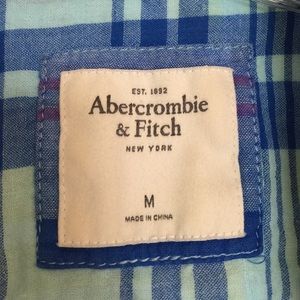 EST. 1892
Abercrombie
& Fitch
NEW YORK
M
MADE IN CHINA